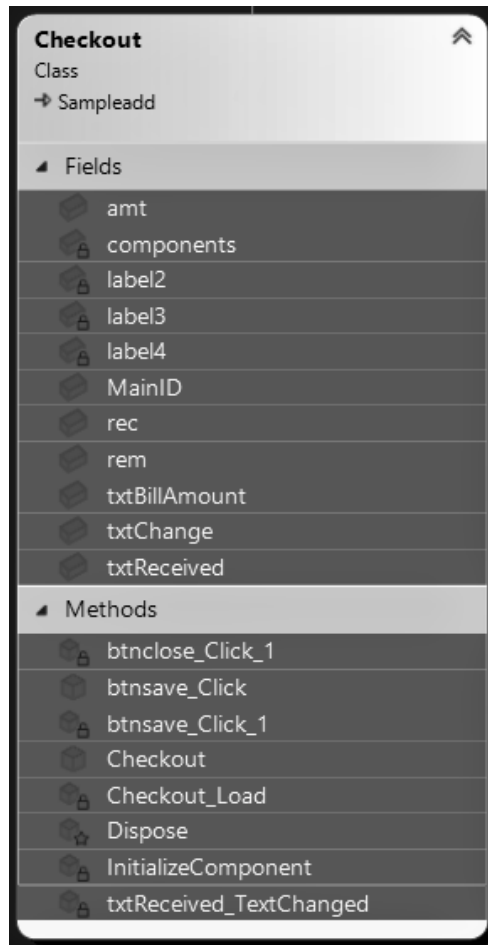 Checkout
Class
Sampleadd
Fields
amt
components
label2
label3
label4
MainID
rec
rem
txtBillAmount
txtChange
txtReceived
Methods
btnclose_Click_1
btnsave_Click
btnsave_Click_1
Checkout
Checkout_Load
Dispose
InitializeComponent
txtReceived_TextChanged